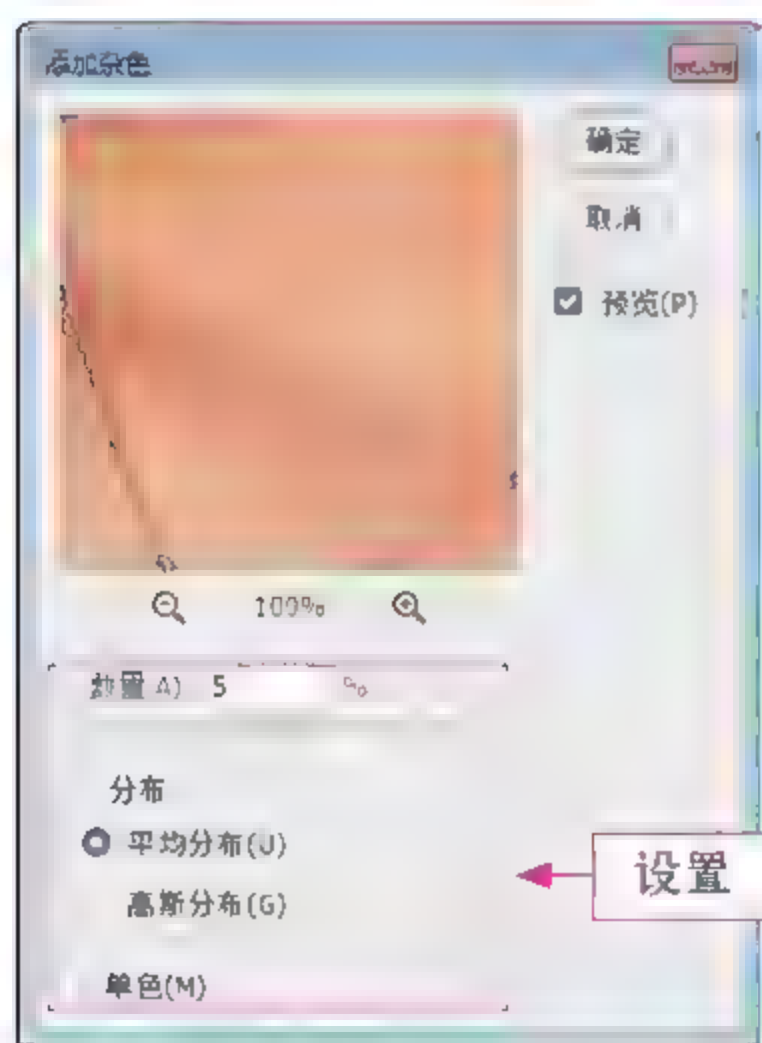 添加杂色
确定
取消
预览(P)
100%
数量 A) 5 %
分布
平均分布(U)
设置
高斯分布(G)
单色(M)